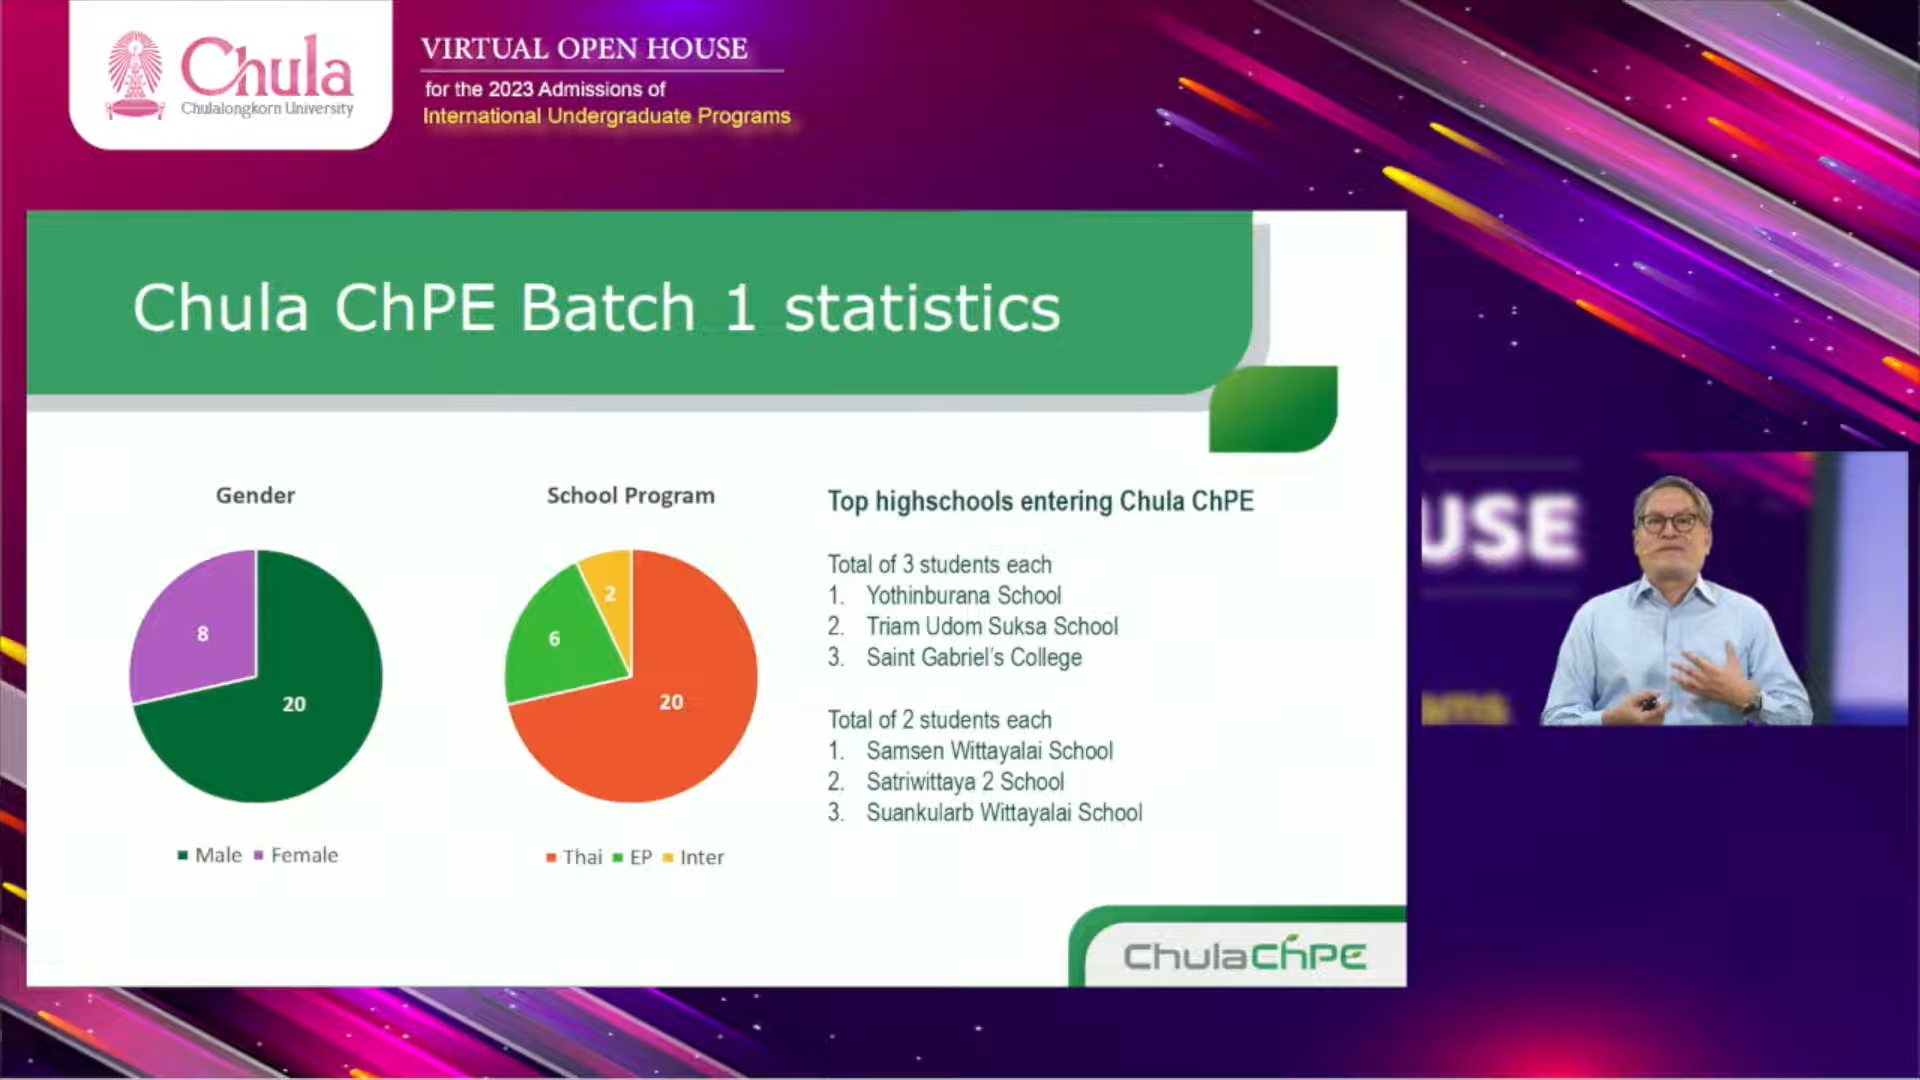 Chula
Chulalongkorn University
VIRTUAL OPEN HOUSE
for the 2023 Admissions of
International Undergraduate Programs
Chula ChPE Batch 1 statistics
Gender
8
20
Male Female
School Program
2
6
20
Thai EP Inter
Top highschools entering Chula ChPE
Total of 3 students each
1. Yothinburana School
2. Triam Udom Suksa School
3. Saint Gabriel's College
Total of 2 students each
1. Samsen Wittayalai School
2. Satriwittaya 2 School
3. Suankularb Wittayalai School
ChulaChPE
USE
ams